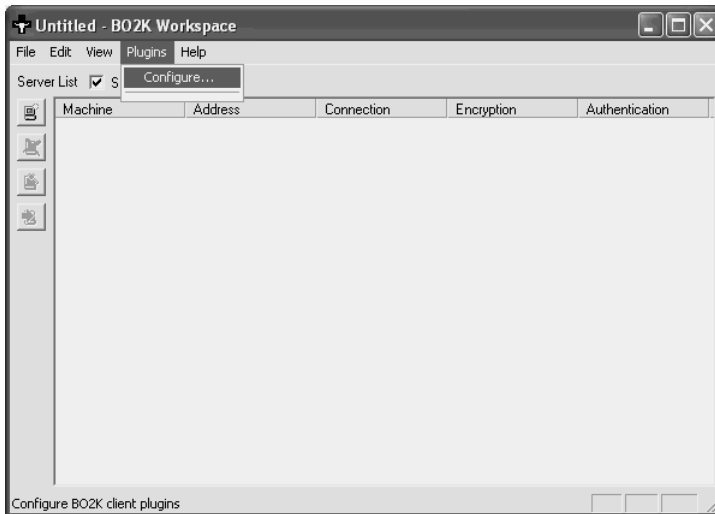 Untitled - BO2K Workspace
File Edit View Plugins Help
Server List S Configure...
Machine Address Connection Encryption Authentication
Configure BO2K client plugins